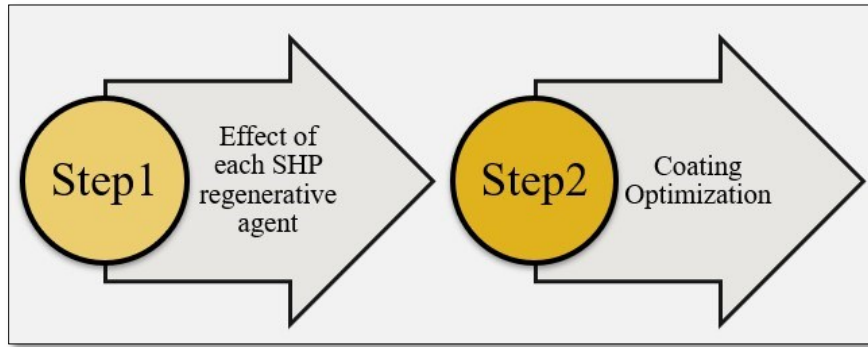 Step1
Effect of
each SHP
regenerative
agent
Step2
Coating
Optimization